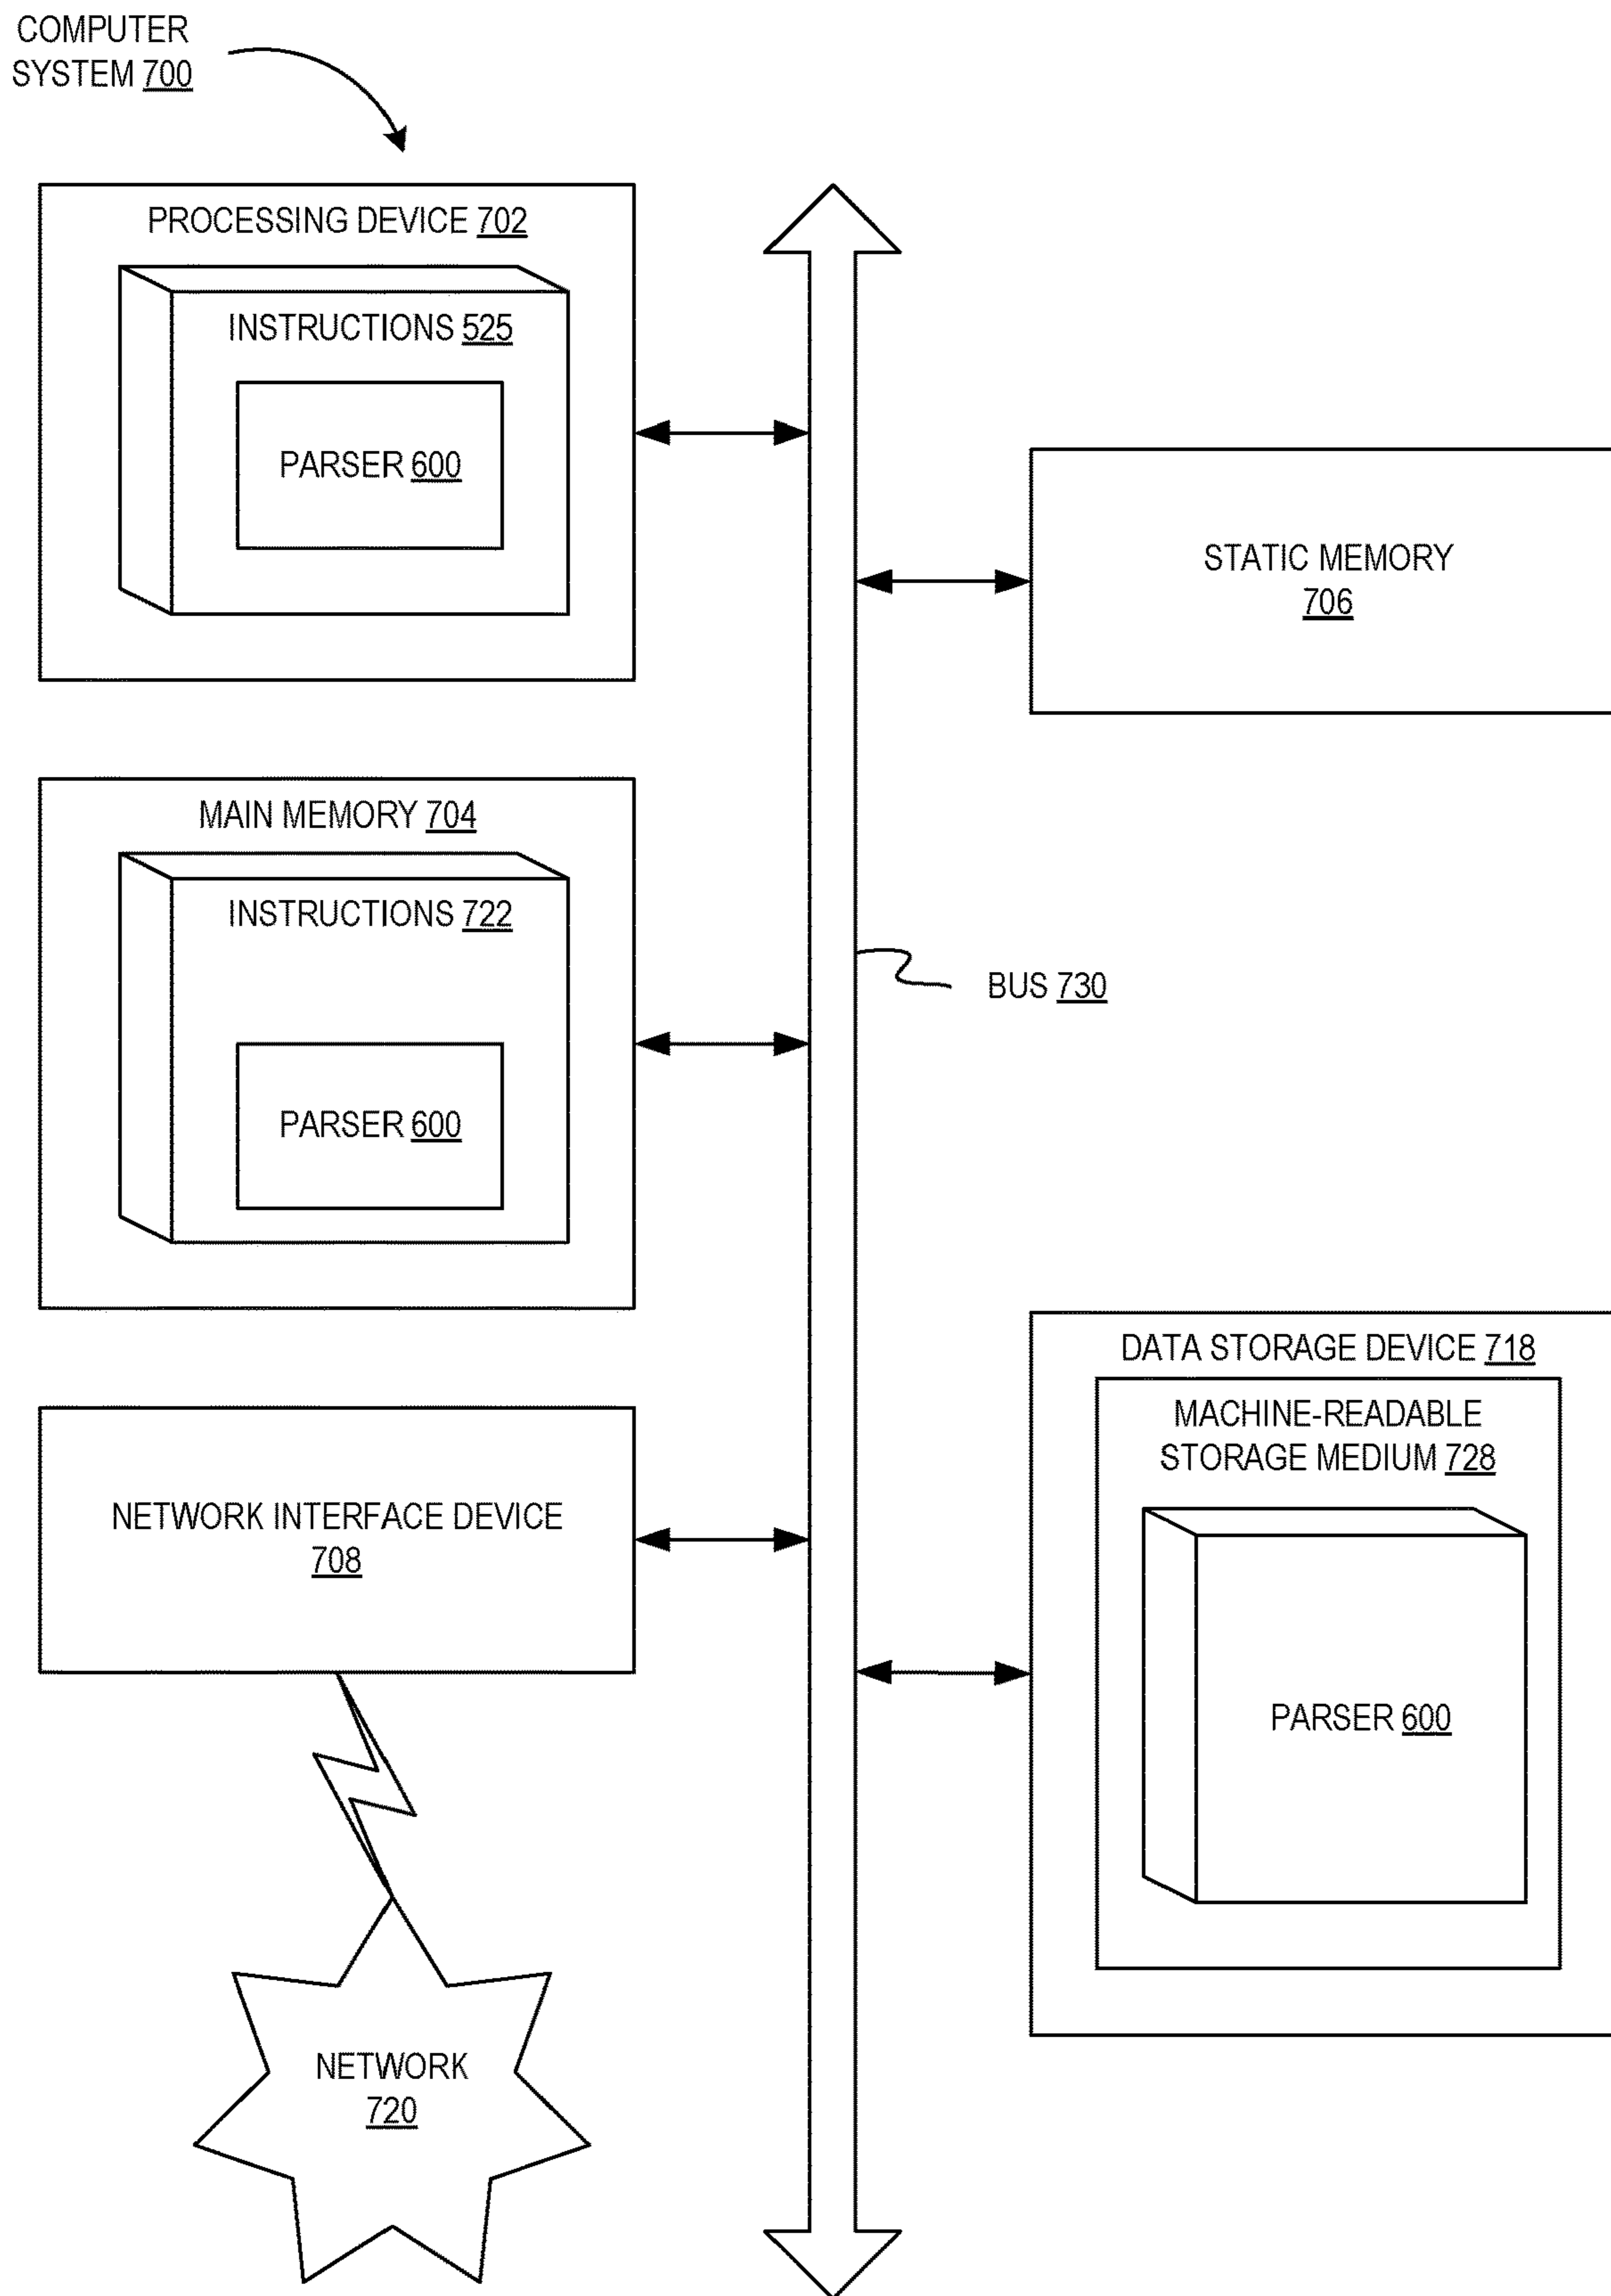 COMPUTER
SYSTEM 700
PROCESSING DEVICE 702
INSTRUCTIONS 525
PARSER 600
STATIC MEMORY
706
MAIN MEMORY 704
INSTRUCTIONS 722
PARSER 600
BUS 730
DATA STORAGE DEVICE 718
MACHINE-READABLE
STORAGE MEDIUM 728
PARSER 600
NETWORK INTERFACE DEVICE
708
NETWORK
720